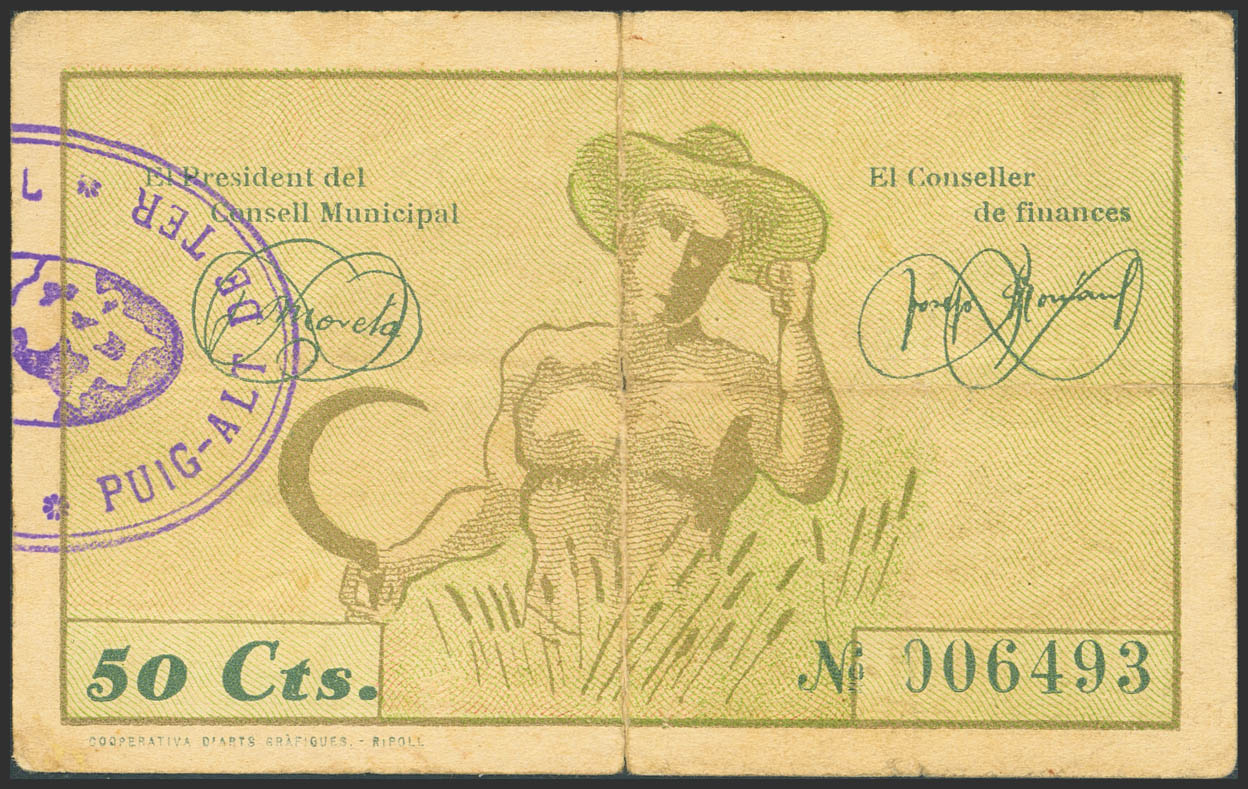 El President del
Consell Municipal
El Conseller
de finances
Moreta
PUIG-ALT DE TER
50 Cts.
Nº 006493
COOPERATIVA D'ARTS GRÀFIQUES. - RIPOLL